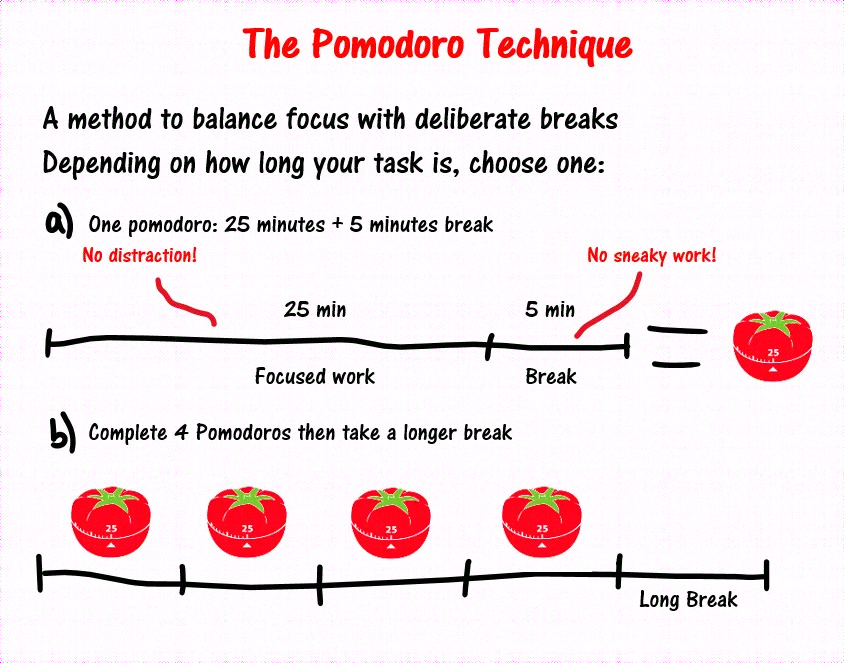 The Pomodoro Technique
A method to balance focus with deliberate breaks
Depending on how long your task is, choose one:
a) One pomodoro: 25 minutes + 5 minutes break
No distraction!
No sneaky work!
25 min
5 min
25
Focused work
Break
b) Complete 4 Pomodoros then take a longer break
25
25
25
25
Long Break